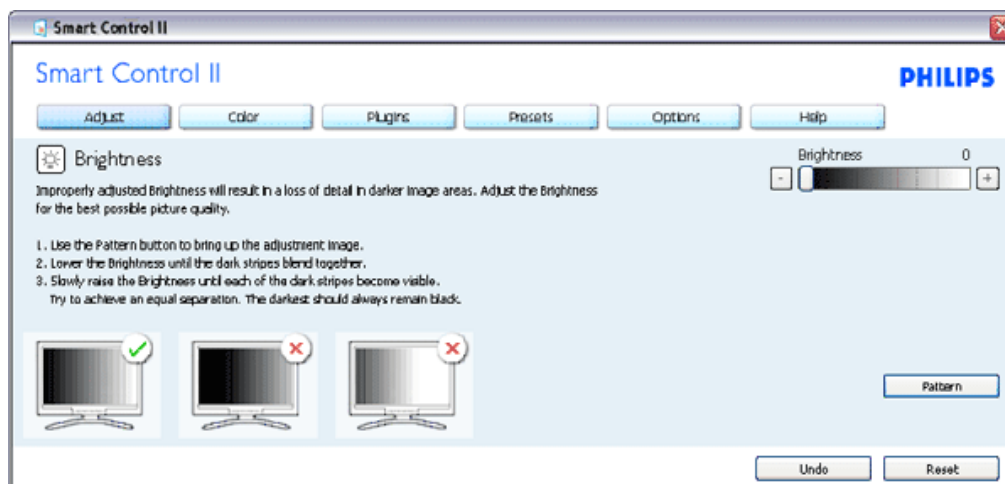 Smart Control II
Smart Control II
PHILIPS
Adjust Color Plugins Presets Options Help
Brightness
Brightness 0
Improperly adjusted Brightness will result in a loss of detail in darker image areas. Adjust the Brightness
for the best possible picture quality.
1. Use the Pattern button to bring up the adjustment image.
2. Lower the Brightness until the dark stripes blend together.
3. Slowly raise the Brightness until each of the dark stripes become visible.
Try to achieve an equal separation. The darkest should always remain black.
Pattern
Undo Reset